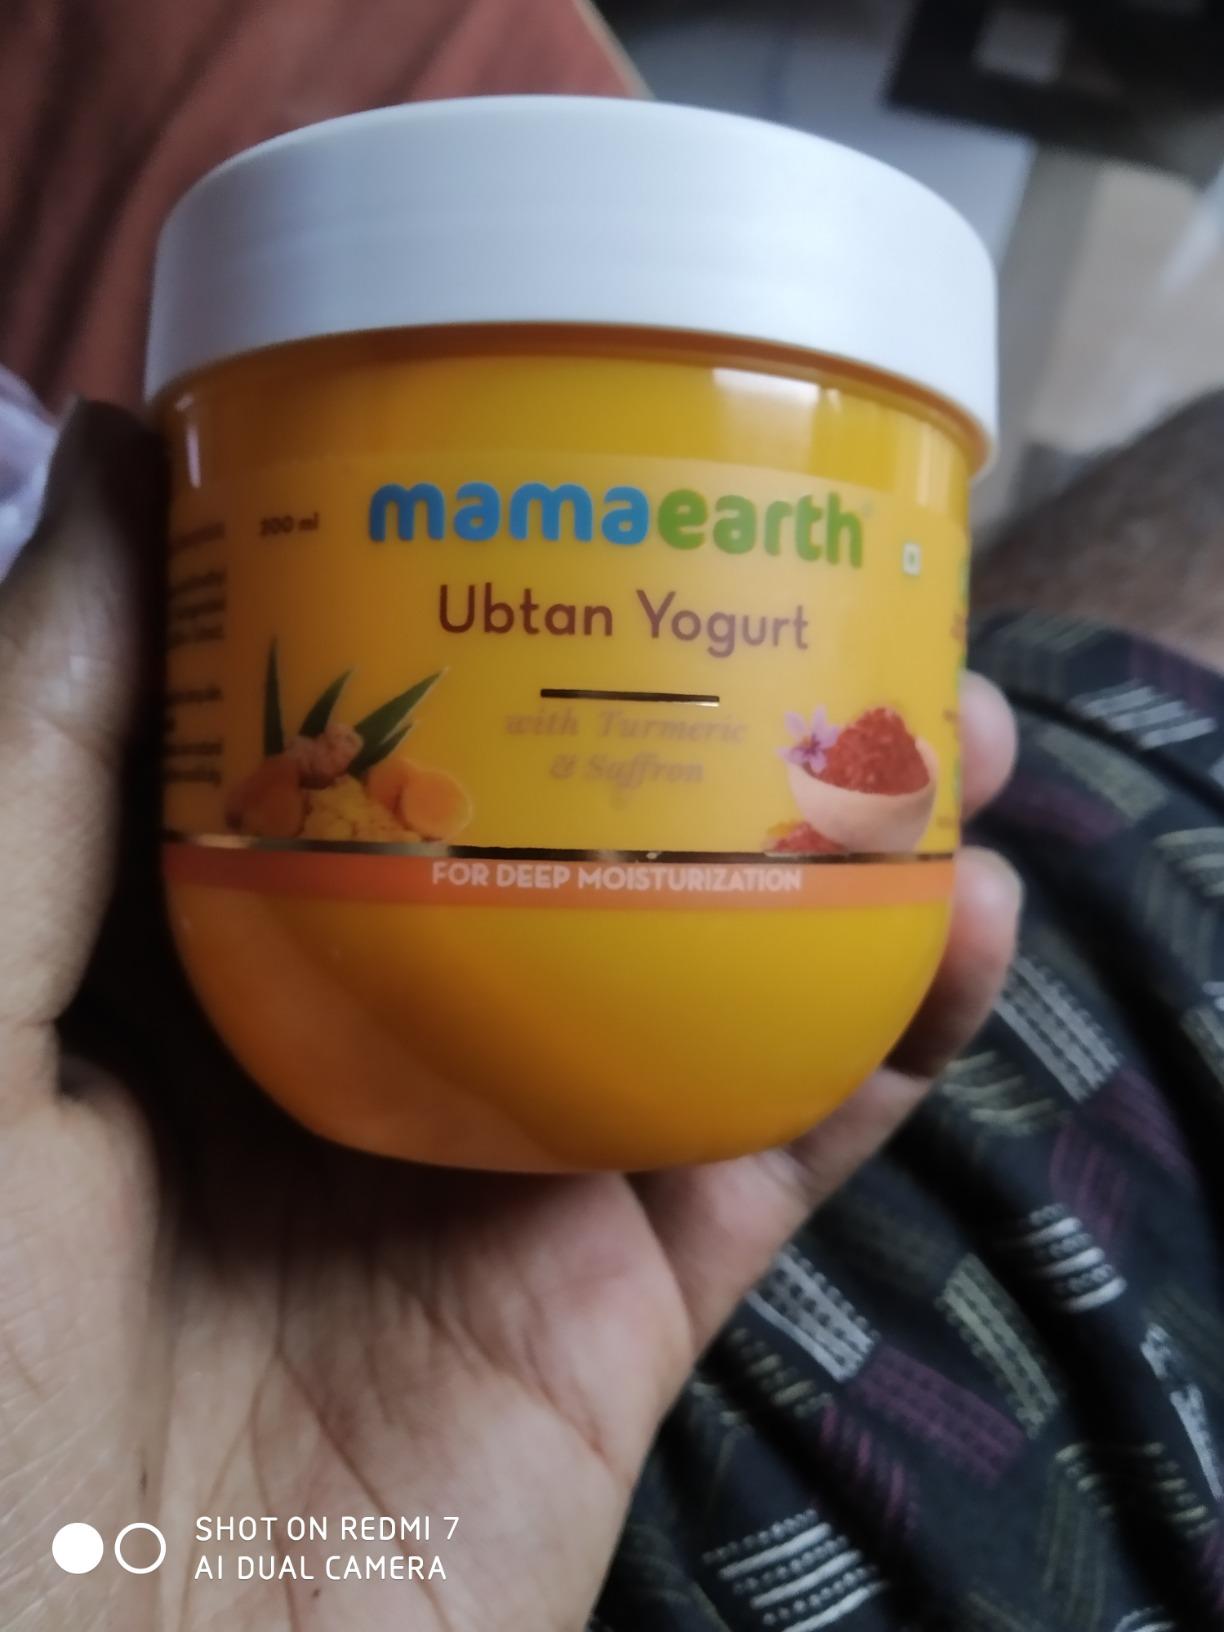 mamaearth
200 ml
Ubtan Yogurt
with Turmeric
& Saffron
FOR DEEP MOISTURIZATION
SHOT ON REDMI 7
AI DUAL CAMERA